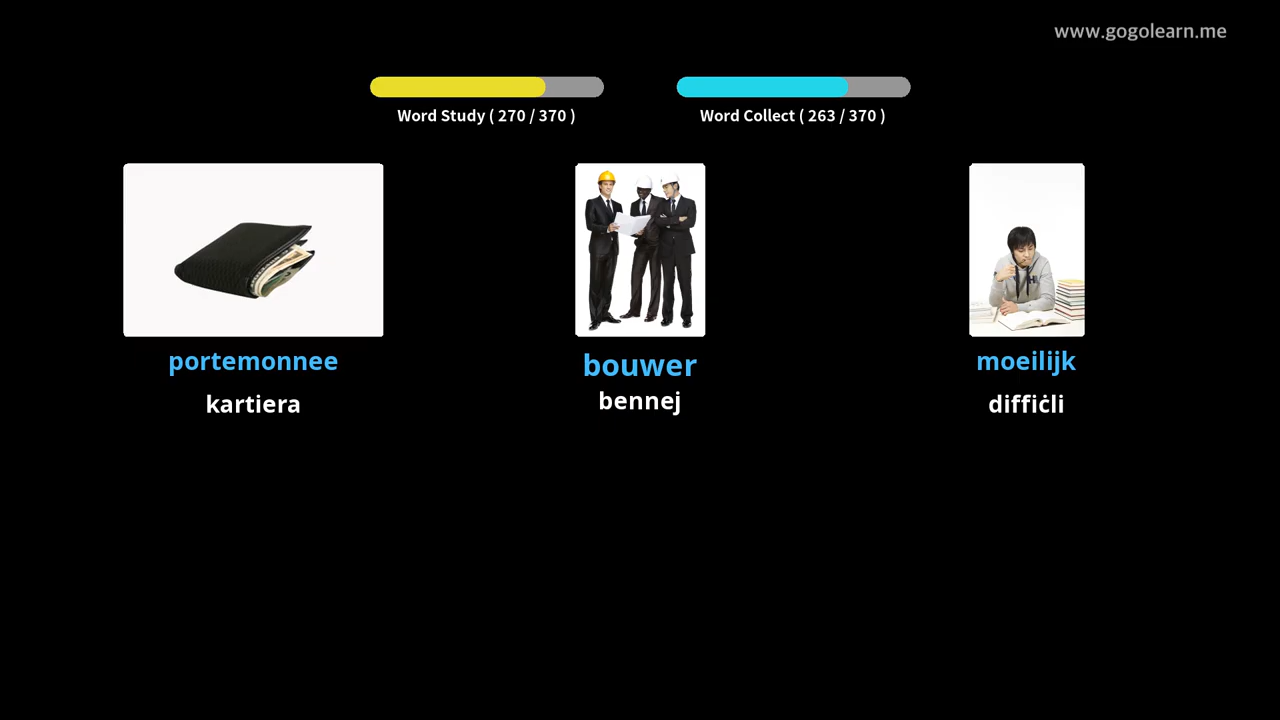 www.gogolearn.me
Word Study ( 270 / 370 )
Word Collect ( 263 / 370 )
portemonnee
bouwer
moeilijk
kartiera
bennej
diffiċli